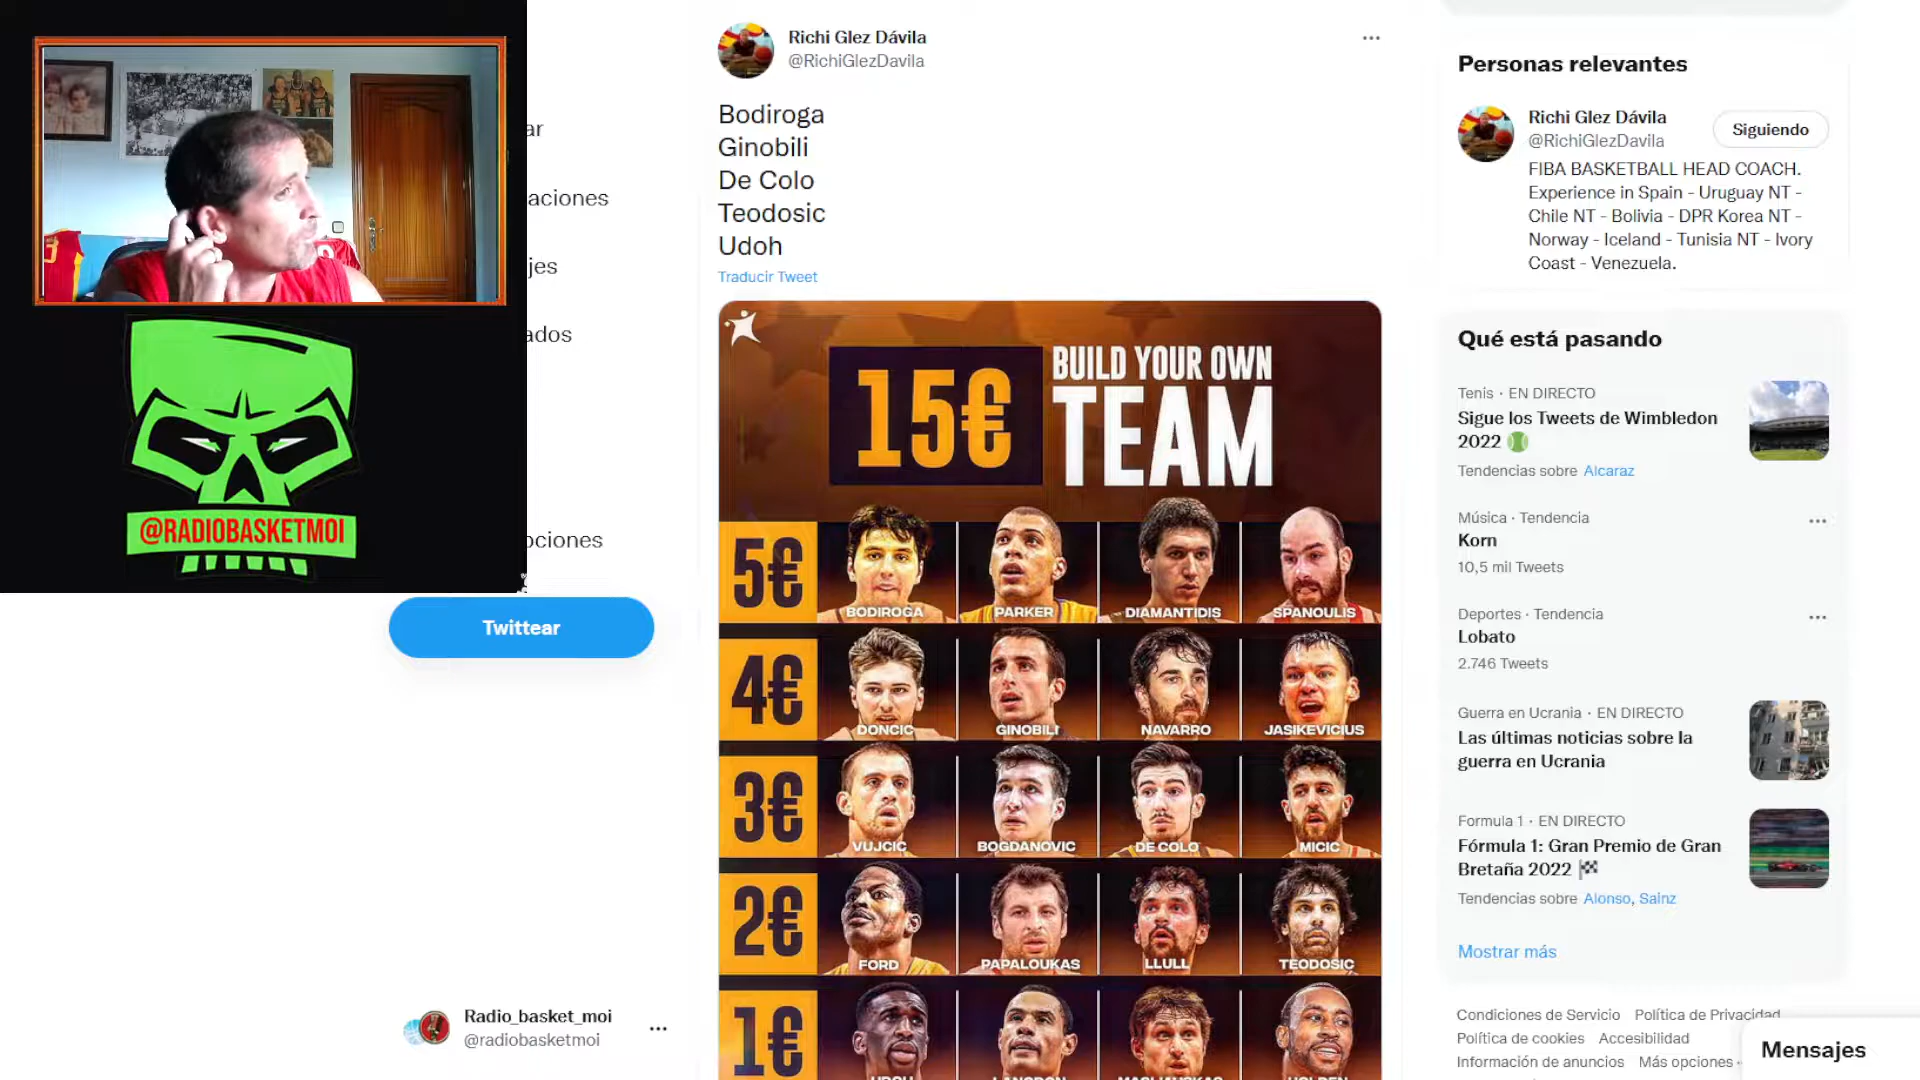 @RADIOBASKETMOI
ar
aciones
jes
ados
pciones
Twittear
Radio_basket_moi
@radiobasketmoi
Richi Glez Dávila
@RichiGlezDavila
Bodiroga
Ginobili
De Colo
Teodosic
Udoh
Traducir Tweet
15€
BUILD YOUR OWN
TEAM
5€
BODIROGA PARKER DIAMANTIDIS SPANOULIS
4€
DONCIC GINOBILI NAVARRO JASIKEVICIUS
3€
VUJCIC BOGDANOVIC DE COLO MICIC
2€
FORD PAPALOUKAS LLULL TEODOSIC
1€
Personas relevantes
Richi Glez Dávila
@RichiGlezDavila
Siguiendo
FIBA BASKETBALL HEAD COACH.
Experience in Spain - Uruguay NT -
Chile NT - Bolivia - DPR Korea NT -
Norway - Iceland - Tunisia NT - Ivory
Coast - Venezuela.
Qué está pasando
Tenis · EN DIRECTO
Sigue los Tweets de Wimbledon
2022
Tendencias sobre Alcaraz
Música · Tendencia
Korn
10,5 mil Tweets
Deportes · Tendencia
Lobato
2.746 Tweets
Guerra en Ucrania · EN DIRECTO
Las últimas noticias sobre la
guerra en Ucrania
Formula 1 · EN DIRECTO
Fórmula 1: Gran Premio de Gran
Bretaña 2022
Tendencias sobre Alonso, Sainz
Mostrar más
Condiciones de Servicio Política de Privacidad
Política de cookies Accesibilidad
Información de anuncios Más opciones
Mensajes